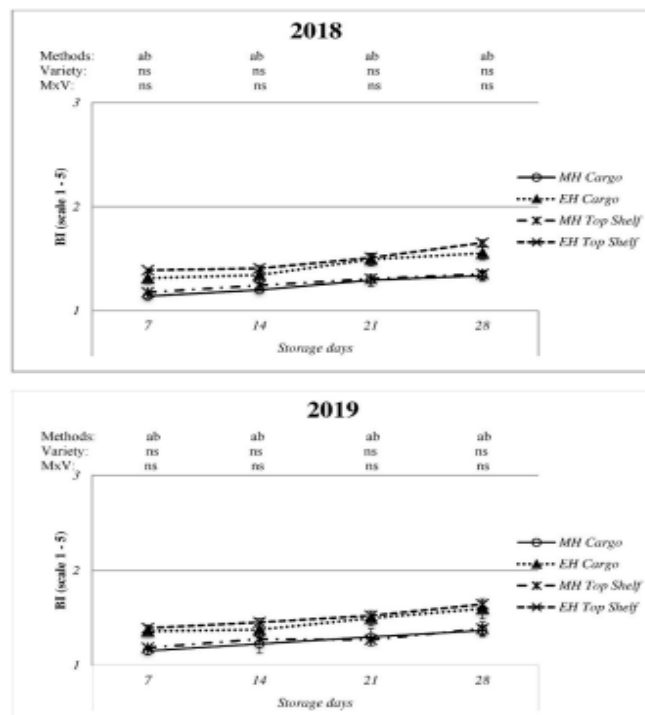 2018
Methods: ab ab ab ab
Variety: ns ns ns ns
MxV: ns ns ns ns
3
2
1
BI (scale 1 - 5)
7 14 21 28
Storage days
MH Cargo
EH Cargo
MH Top Shelf
EH Top Shelf
2019
Methods: ab ab ab ab
Variety: ns ns ns ns
MxV: ns ns ns ns
3
2
1
BI (scale 1 - 5)
7 14 21 28
Storage days
MH Cargo
EH Cargo
MH Top Shelf
EH Top Shelf